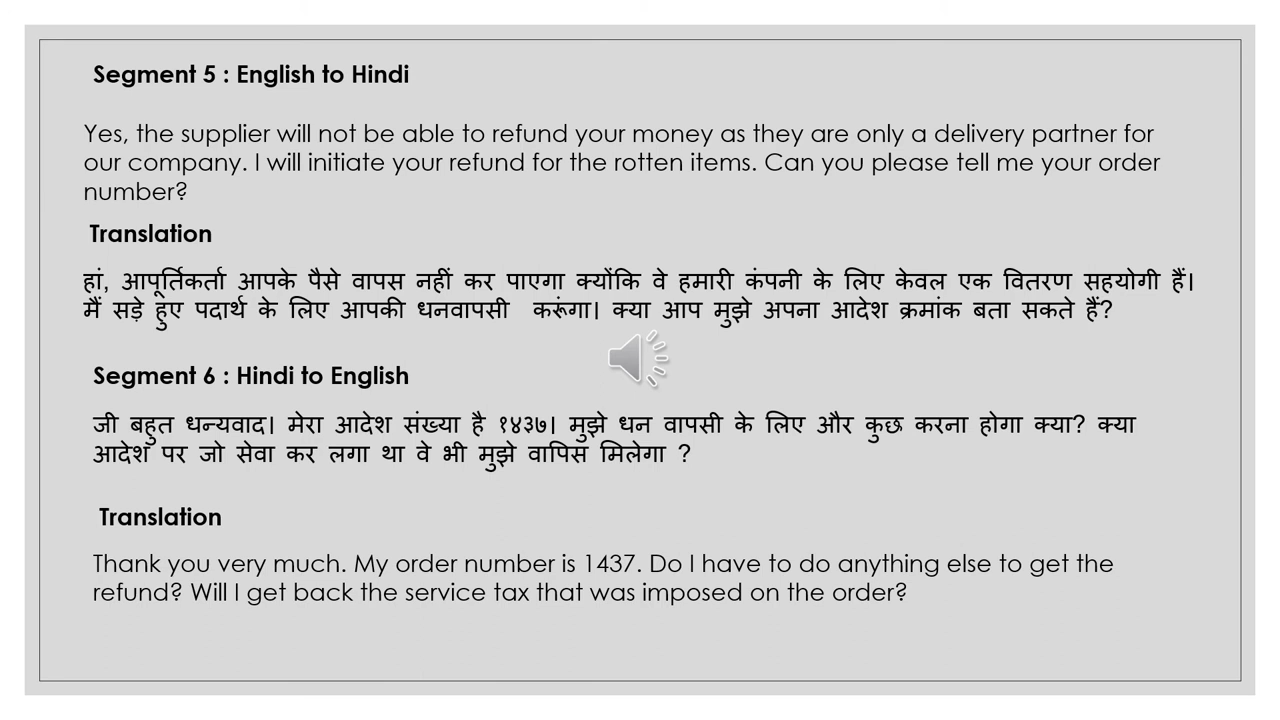 Segment 5 : English to Hindi
Yes, the supplier will not be able to refund your money as they are only a delivery partner for
our company. I will initiate your refund for the rotten items. Can you please tell me your order
number?
Translation
हां, आपूर्तिकर्ता आपके पैसे वापस नहीं कर पाएगा क्योंकि वे हमारी कंपनी के लिए केवल एक वितरण सहयोगी हैं।
मैं सड़े हुए पदार्थ के लिए आपकी धनवापसी करूंगा। क्या आप मुझे अपना आदेश क्रमांक बता सकते हैं?
Segment 6 : Hindi to English
जी बहुत धन्यवाद। मेरा आदेश संख्या है १४३७। मुझे धन वापसी के लिए और कुछ करना होगा क्या? क्या
आदेश पर जो सेवा कर लगा था वे भी मुझे वापिस मिलेगा ?
Translation
Thank you very much. My order number is 1437. Do I have to do anything else to get the
refund? Will I get back the service tax that was imposed on the order?